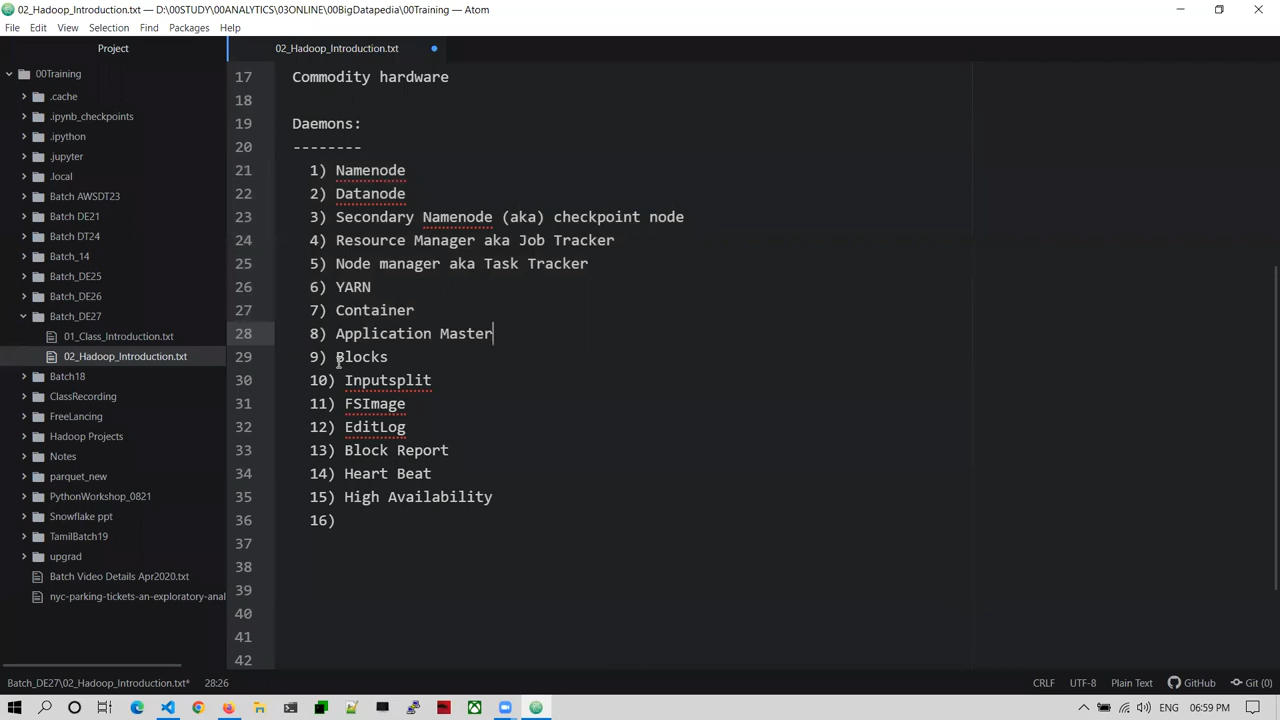 02_Hadoop_Introduction.txt — D:\00STUDY\00ANALYTICS\03ONLINE\00BigDatapedia\00Training — Atom
File Edit View Selection Find Packages Help
Project
00Training
.cache
.ipynb_checkpoints
.ipython
.jupyter
.local
Batch AWSDT23
Batch DE21
Batch DT24
Batch_14
Batch_DE25
Batch_DE26
Batch_DE27
01_Class_Introduction.txt
02_Hadoop_Introduction.txt
Batch18
ClassRecording
FreeLancing
Hadoop Projects
Notes
parquet_new
PythonWorkshop_0821
Snowflake ppt
TamilBatch19
upgrad
Batch Video Details Apr2020.txt
nyc-parking-tickets-an-exploratory-anal
02_Hadoop_Introduction.txt
17 Commodity hardware
18
19 Daemons:
20 --------
21 1) Namenode
22 2) Datanode
23 3) Secondary Namenode (aka) checkpoint node
24 4) Resource Manager aka Job Tracker
25 5) Node manager aka Task Tracker
26 6) YARN
27 7) Container
28 8) Application Master
29 9) Blocks
30 10) Inputsplit
31 11) FSImage
32 12) EditLog
33 13) Block Report
34 14) Heart Beat
35 15) High Availability
36 16)
37
38
39
40
41
42
Batch_DE27\02_Hadoop_Introduction.txt* 28:26 CRLF UTF-8 Plain Text GitHub Git (0)
ENG 06:59 PM